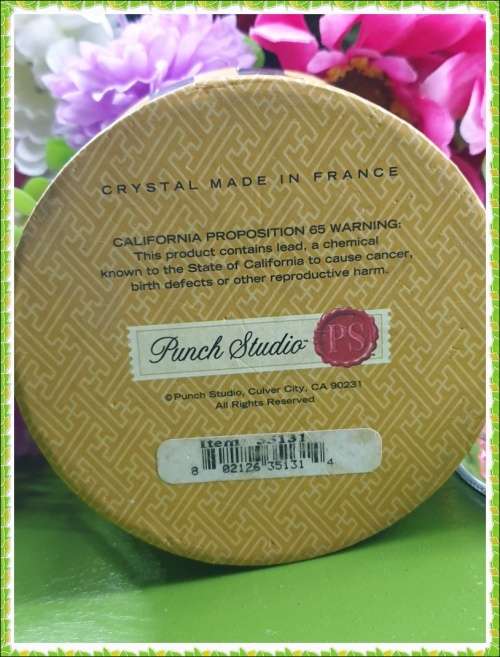 CRYSTAL MADE IN FRANCE
CALIFORNIA PROPOSITION 65 WARNING:
This product contains lead, a chemical
known to the State of California to cause cancer,
birth defects or other reproductive harm.
Punch Studio™ PS
©Punch Studio, Culver City, CA 90231
All Rights Reserved
Item# 35131
8 02126 35131 4